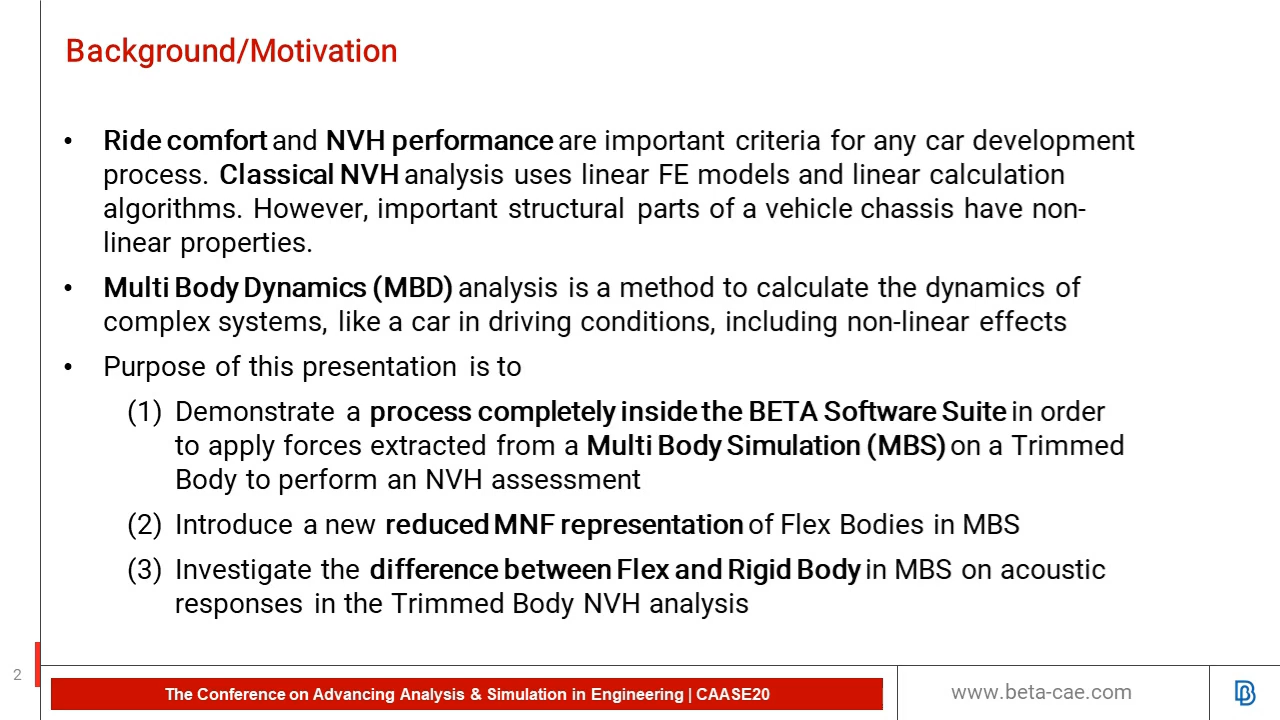 Background/Motivation
• Ride comfort and NVH performance are important criteria for any car development
process. Classical NVH analysis uses linear FE models and linear calculation
algorithms. However, important structural parts of a vehicle chassis have non-
linear properties.
• Multi Body Dynamics (MBD) analysis is a method to calculate the dynamics of
complex systems, like a car in driving conditions, including non-linear effects
• Purpose of this presentation is to
(1) Demonstrate a process completely inside the BETA Software Suite in order
to apply forces extracted from a Multi Body Simulation (MBS) on a Trimmed
Body to perform an NVH assessment
(2) Introduce a new reduced MNF representation of Flex Bodies in MBS
(3) Investigate the difference between Flex and Rigid Body in MBS on acoustic
responses in the Trimmed Body NVH analysis
2
The Conference on Advancing Analysis & Simulation in Engineering | CAASE20
www.beta-cae.com